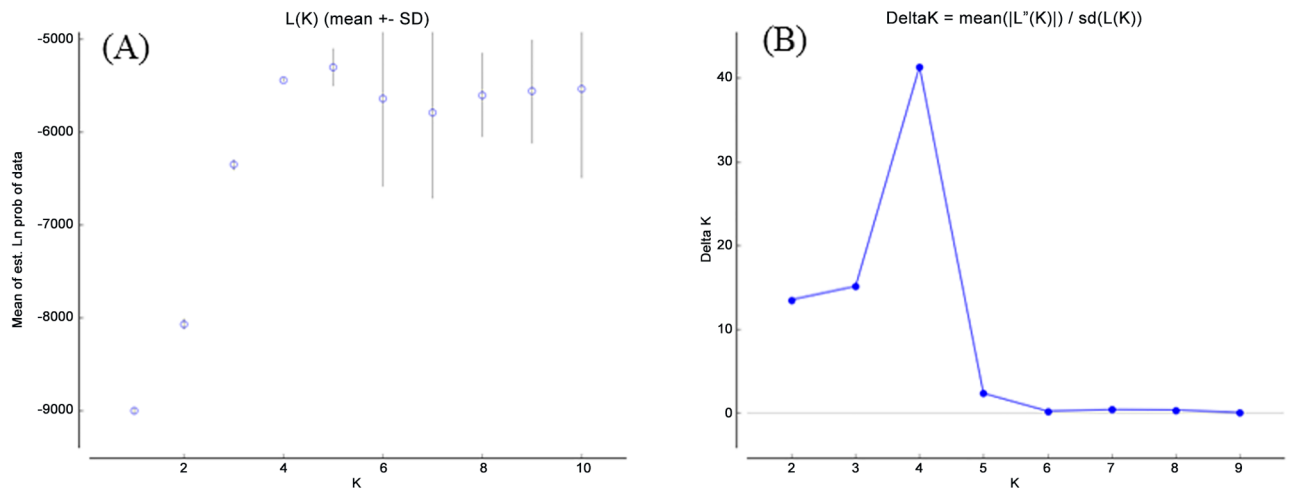 L(K) (mean +- SD)
(A)
Mean of est. Ln prob of data
-5000
-6000
-7000
-8000
-9000
2 4 6 8 10
K
DeltaK = mean(|L”(K)|) / sd(L(K))
(B)
Delta K
40
30
20
10
0
2 3 4 5 6 7 8 9
K